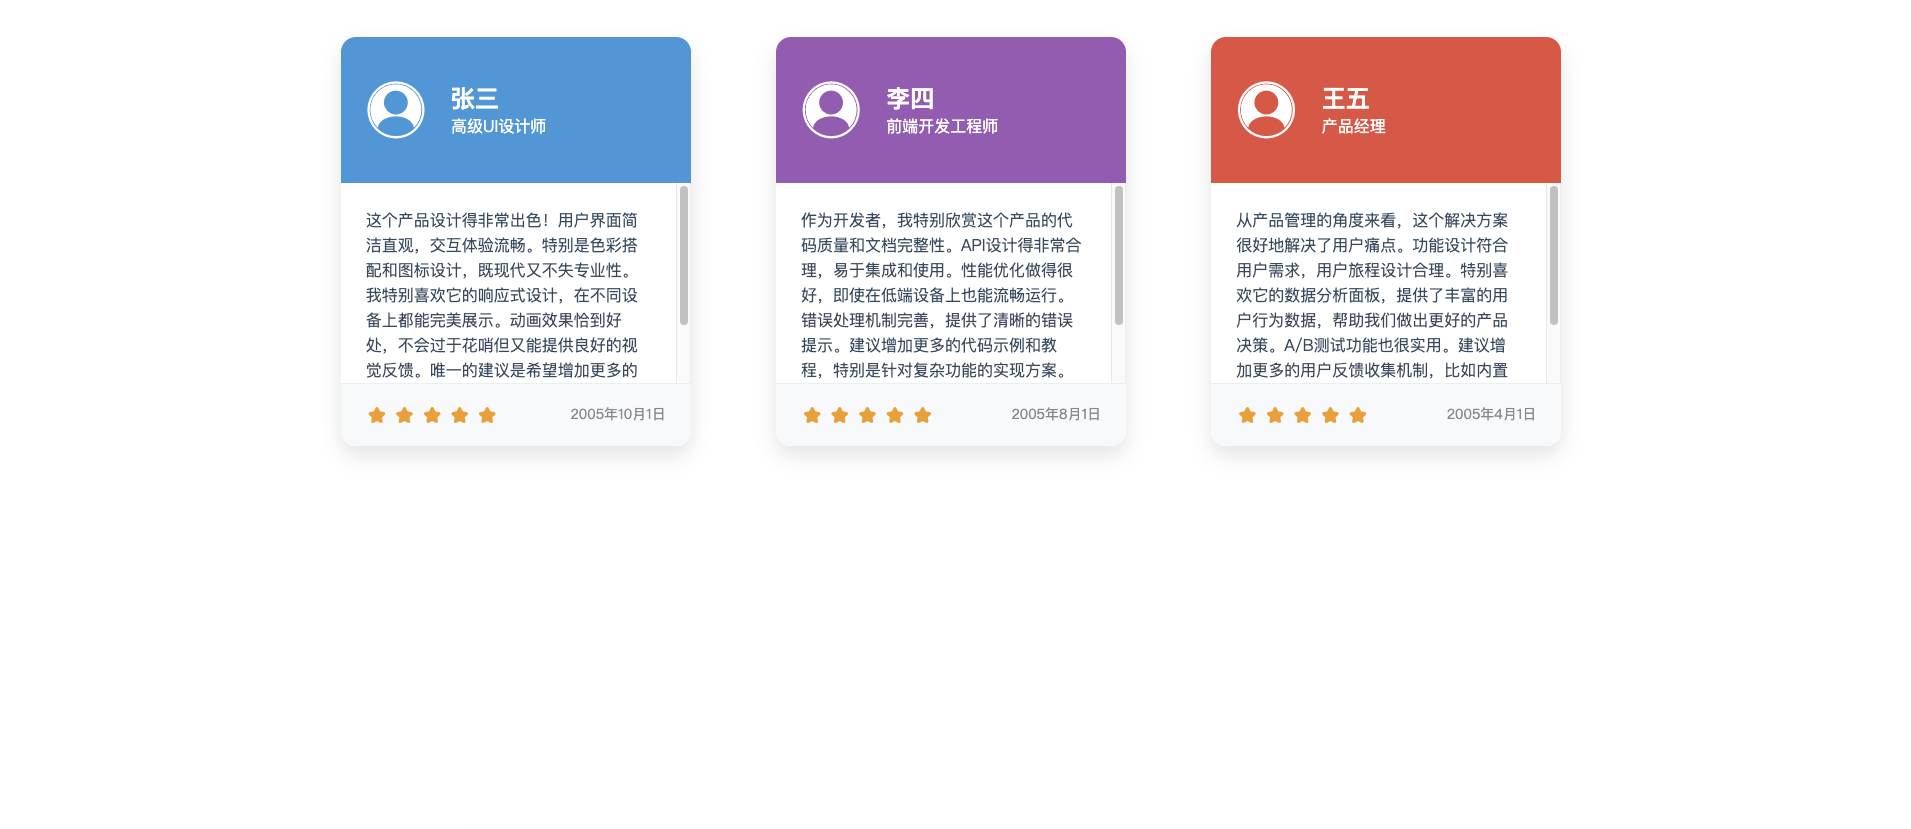 张三
高级UI设计师
这个产品设计得非常出色！用户界面简
洁直观，交互体验流畅。特别是色彩搭
配和图标设计，既现代又不失专业性。
我特别喜欢它的响应式设计，在不同设
备上都能完美展示。动画效果恰到好
处，不会过于花哨但又能提供良好的视
觉反馈。唯一的建议是希望增加更多的
2005年10月1日
李四
前端开发工程师
作为开发者，我特别欣赏这个产品的代
码质量和文档完整性。API设计得非常合
理，易于集成和使用。性能优化做得很
好，即使在低端设备上也能流畅运行。
错误处理机制完善，提供了清晰的错误
提示。建议增加更多的代码示例和教
程，特别是针对复杂功能的实现方案。
2005年8月1日
王五
产品经理
从产品管理的角度来看，这个解决方案
很好地解决了用户痛点。功能设计符合
用户需求，用户旅程设计合理。特别喜
欢它的数据分析面板，提供了丰富的用
户行为数据，帮助我们做出更好的产品
决策。A/B测试功能也很实用。建议增
加更多的用户反馈收集机制，比如内置
2005年4月1日